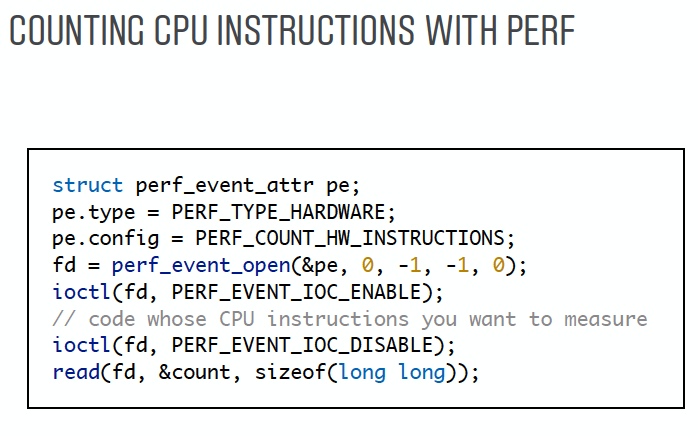 COUNTING CPU INSTRUCTIONS WITH PERF
struct perf_event_attr pe;
pe.type = PERF_TYPE_HARDWARE;
pe.config = PERF_COUNT_HW_INSTRUCTIONS;
fd = perf_event_open(&pe, 0, -1, -1, 0);
ioctl(fd, PERF_EVENT_IOC_ENABLE);
// code whose CPU instructions you want to measure
ioctl(fd, PERF_EVENT_IOC_DISABLE);
read(fd, &count, sizeof(long long));